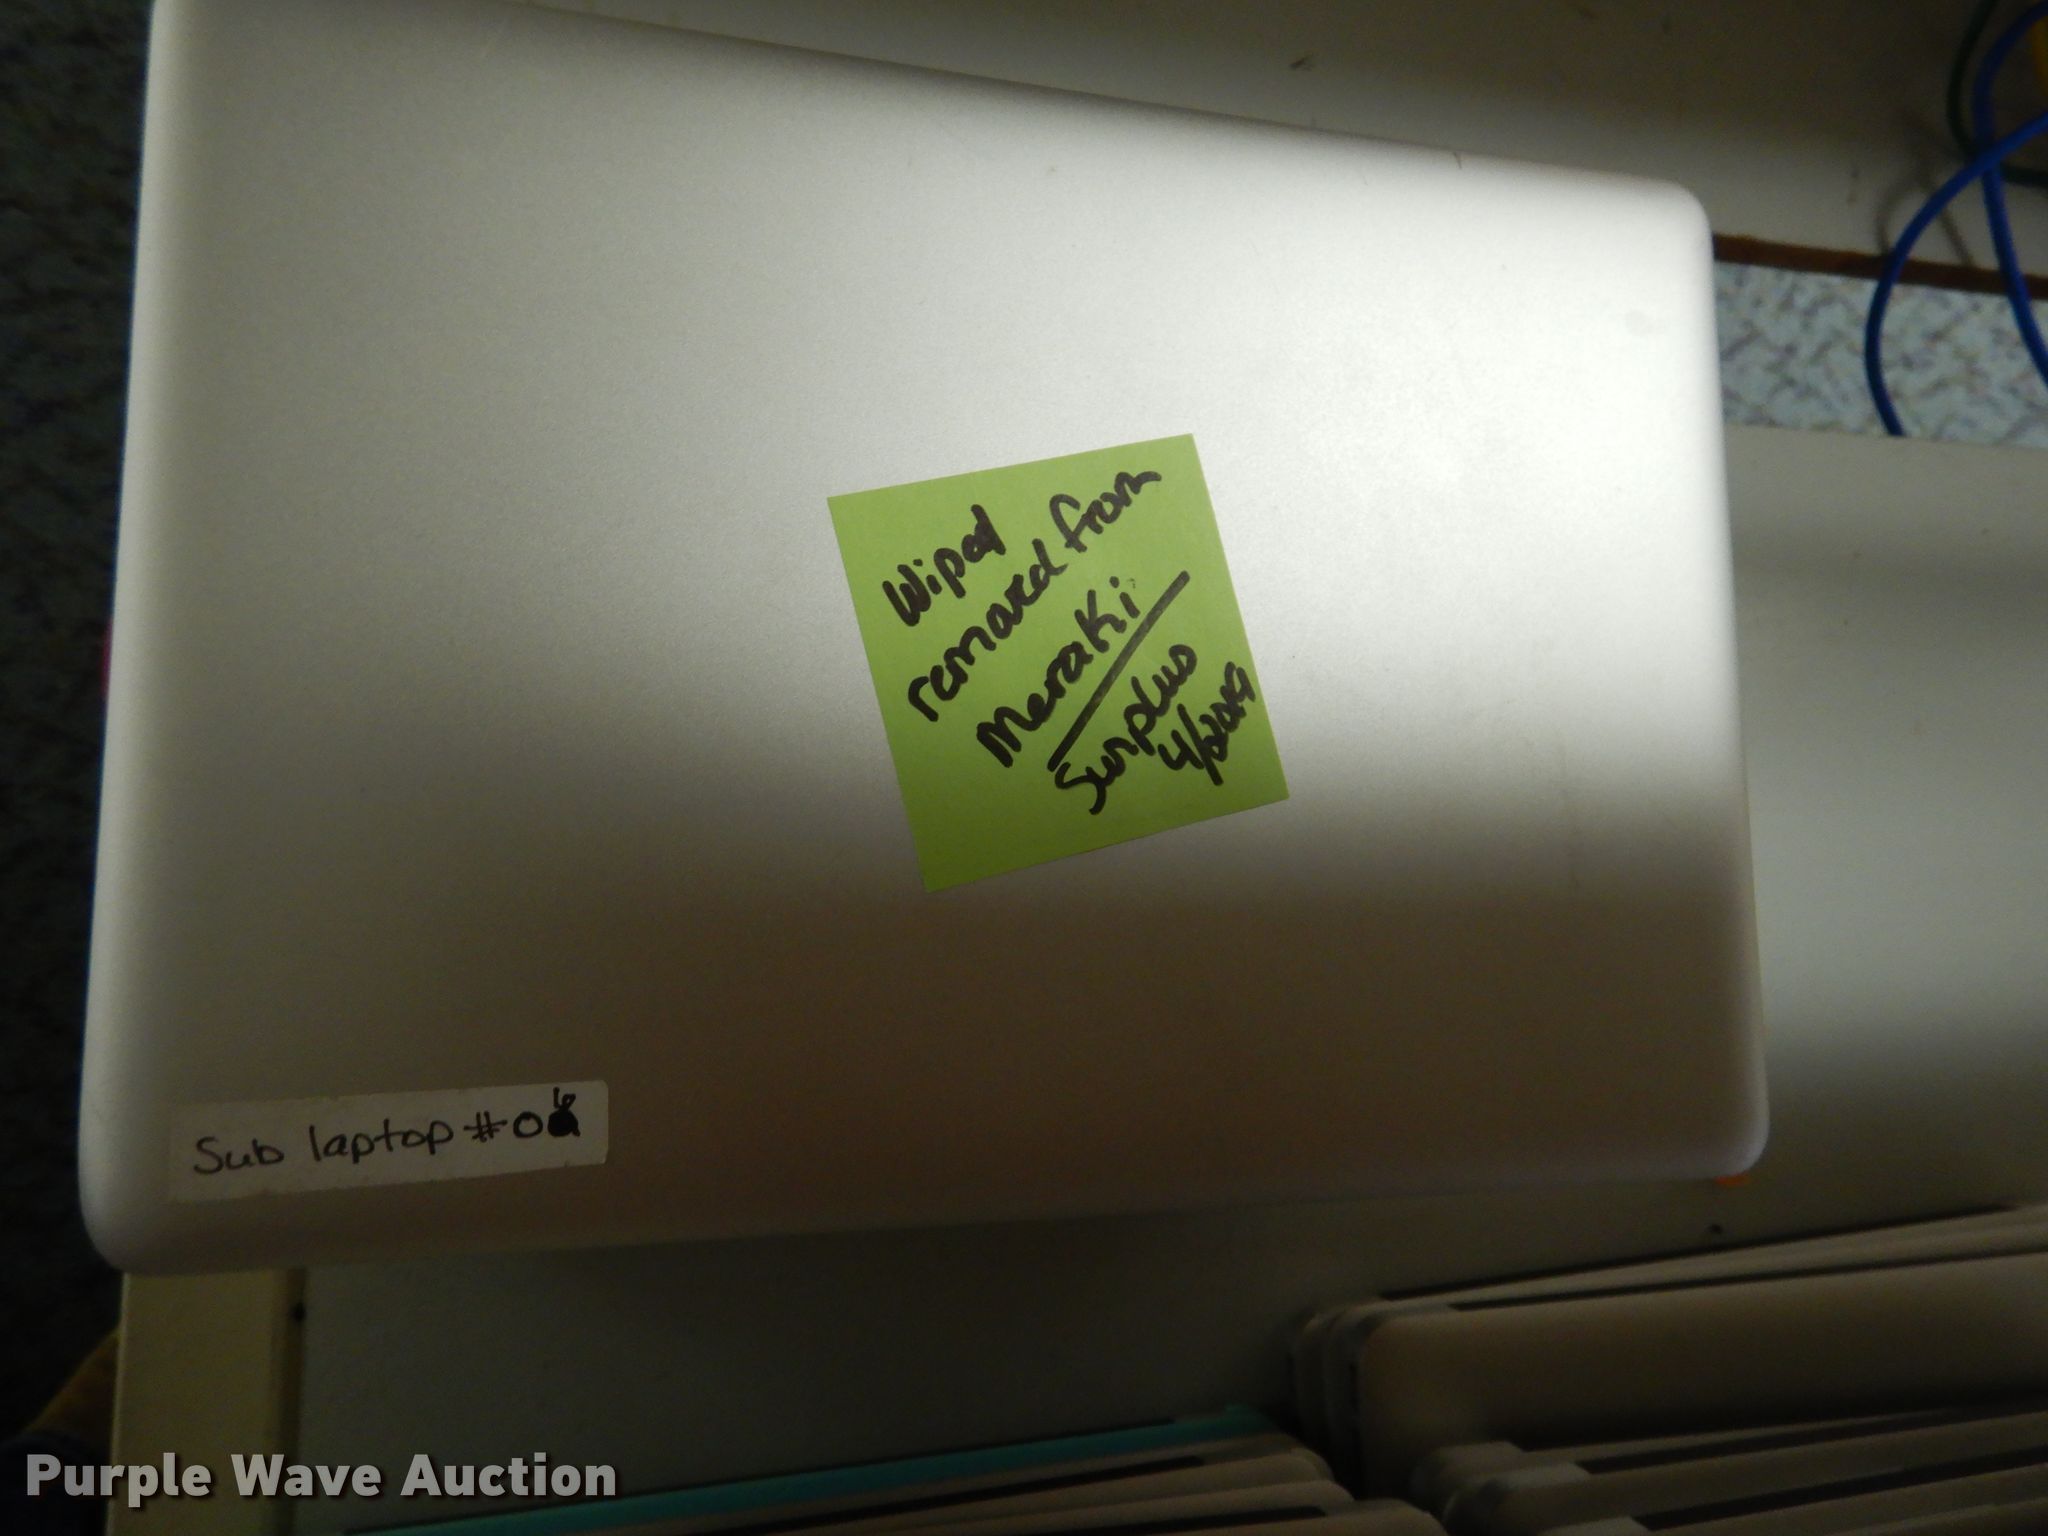 Wiped
removed from
Meraki
Surplus
4/2019
Sub laptop #06
Purple Wave Auction